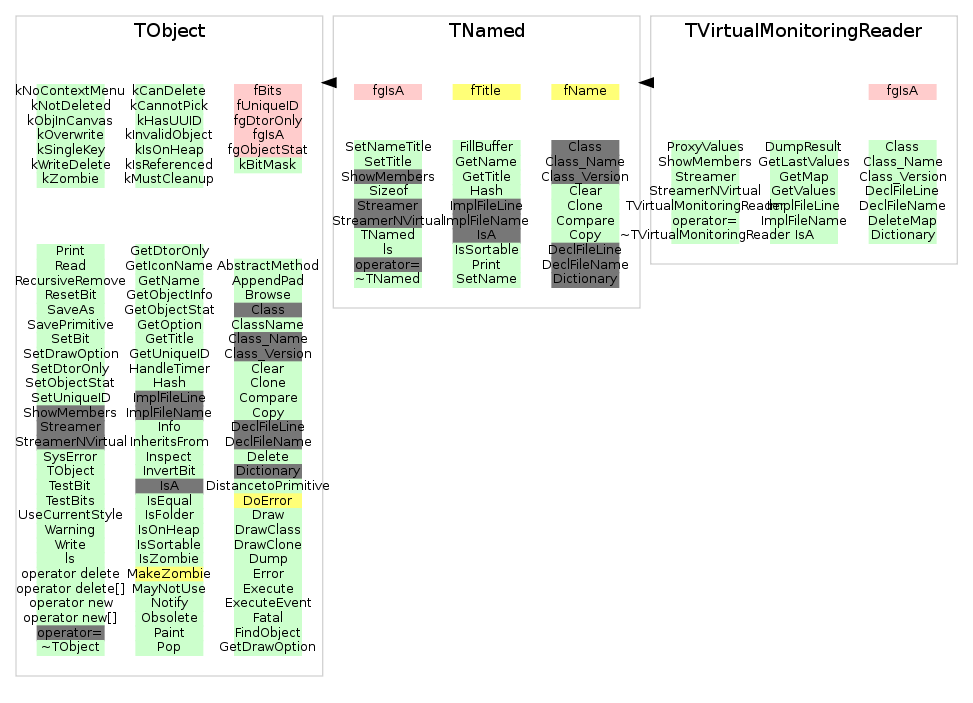 TObject
kNoContextMenu kCanDelete fBits
kNotDeleted kCannotPick fUniqueID
kObjInCanvas kHasUUID fgDtorOnly
kOverwrite kInvalidObject fgIsA
kSingleKey kIsOnHeap fgObjectStat
kWriteDelete kIsReferenced kBitMask
kZombie kMustCleanup
Print GetDtorOnly
Read GetIconName AbstractMethod
RecursiveRemove GetName AppendPad
ResetBit GetObjectInfo Browse
SaveAs GetObjectStat Class
SavePrimitive GetOption ClassName
SetBit GetTitle Class_Name
SetDrawOption GetUniqueID Class_Version
SetDtorOnly HandleTimer Clear
SetObjectStat Hash Clone
SetUniqueID ImplFileLine Compare
ShowMembers ImplFileName Copy
Streamer Info DeclFileLine
StreamerNVirtual InheritsFrom DeclFileName
SysError Inspect Delete
TObject InvertBit Dictionary
TestBit IsA DistancetoPrimitive
TestBits IsEqual DoError
UseCurrentStyle IsFolder Draw
Warning IsOnHeap DrawClass
Write IsSortable DrawClone
ls IsZombie Dump
operator delete MakeZombie Error
operator delete[] MayNotUse Execute
operator new Notify ExecuteEvent
operator new[] Obsolete Fatal
operator= Paint FindObject
~TObject Pop GetDrawOption
TNamed
fgIsA fTitle fName
SetNameTitle FillBuffer Class
SetTitle GetName Class_Name
ShowMembers GetTitle Class_Version
Sizeof Hash Clear
Streamer ImplFileLine Clone
StreamerNVirtual ImplFileName Compare
TNamed IsA Copy
ls IsSortable DeclFileLine
operator= Print DeclFileName
~TNamed SetName Dictionary
TVirtualMonitoringReader
fgIsA
ProxyValues DumpResult Class
ShowMembers GetLastValues Class_Name
Streamer GetMap Class_Version
StreamerNVirtual GetValues DeclFileLine
TVirtualMonitoringReader ImplFileLine DeclFileName
operator= ImplFileName DeleteMap
~TVirtualMonitoringReader IsA Dictionary